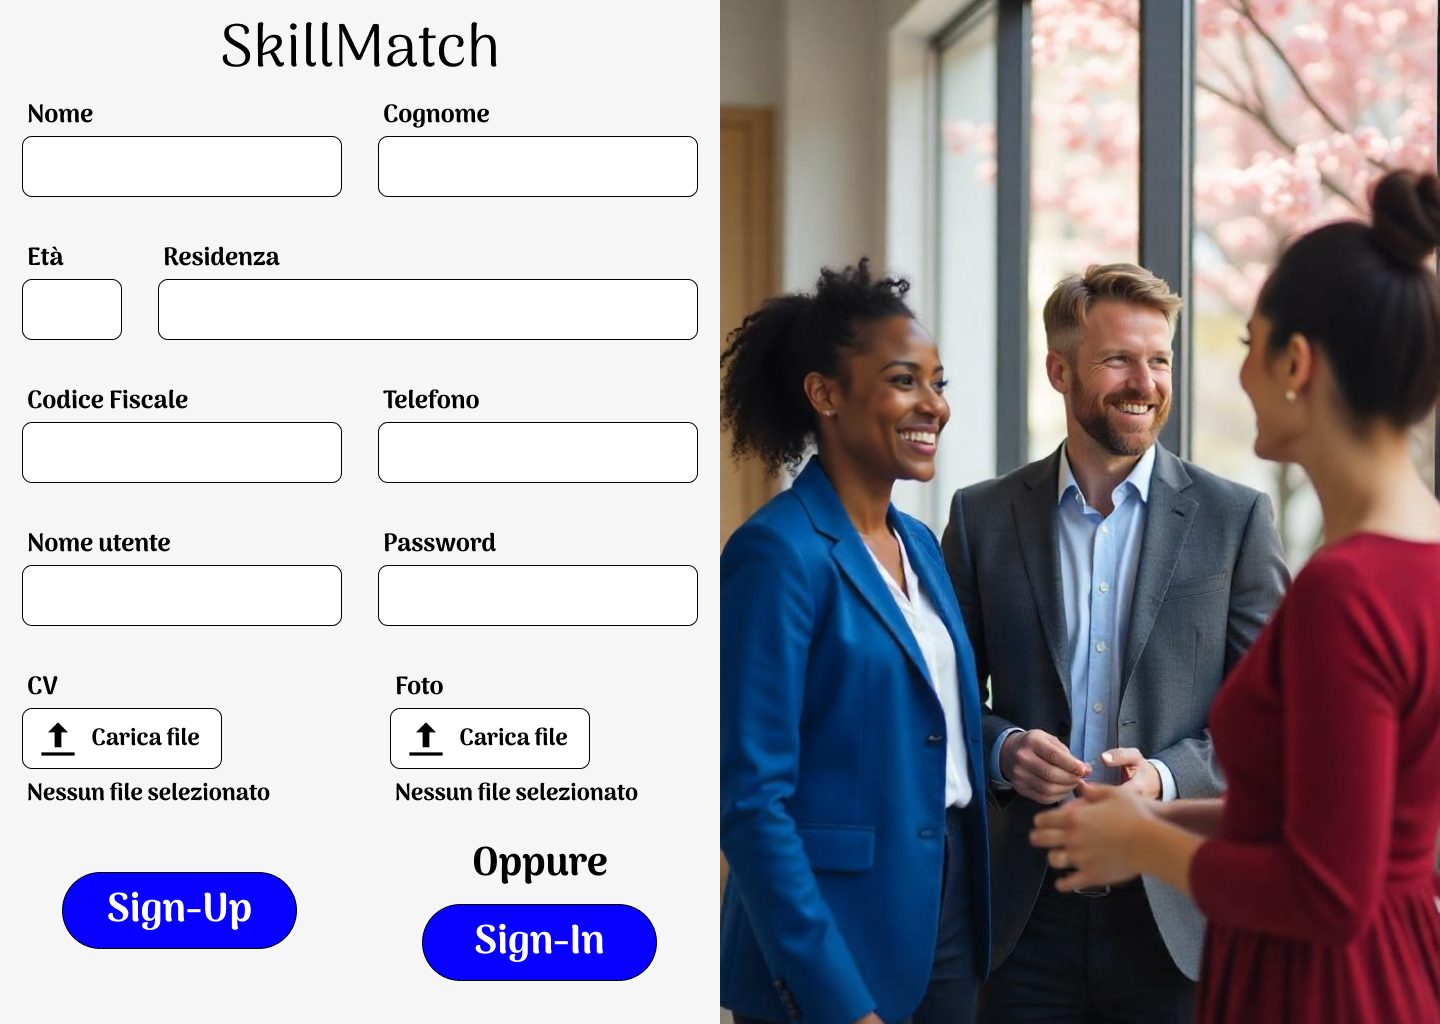 SkillMatch
Nome
Cognome
Età
Residenza
Codice Fiscale
Telefono
Nome utente
Password
CV
Foto
Carica file
Carica file
Nessun file selezionato
Nessun file selezionato
Oppure
Sign-Up
Sign-In